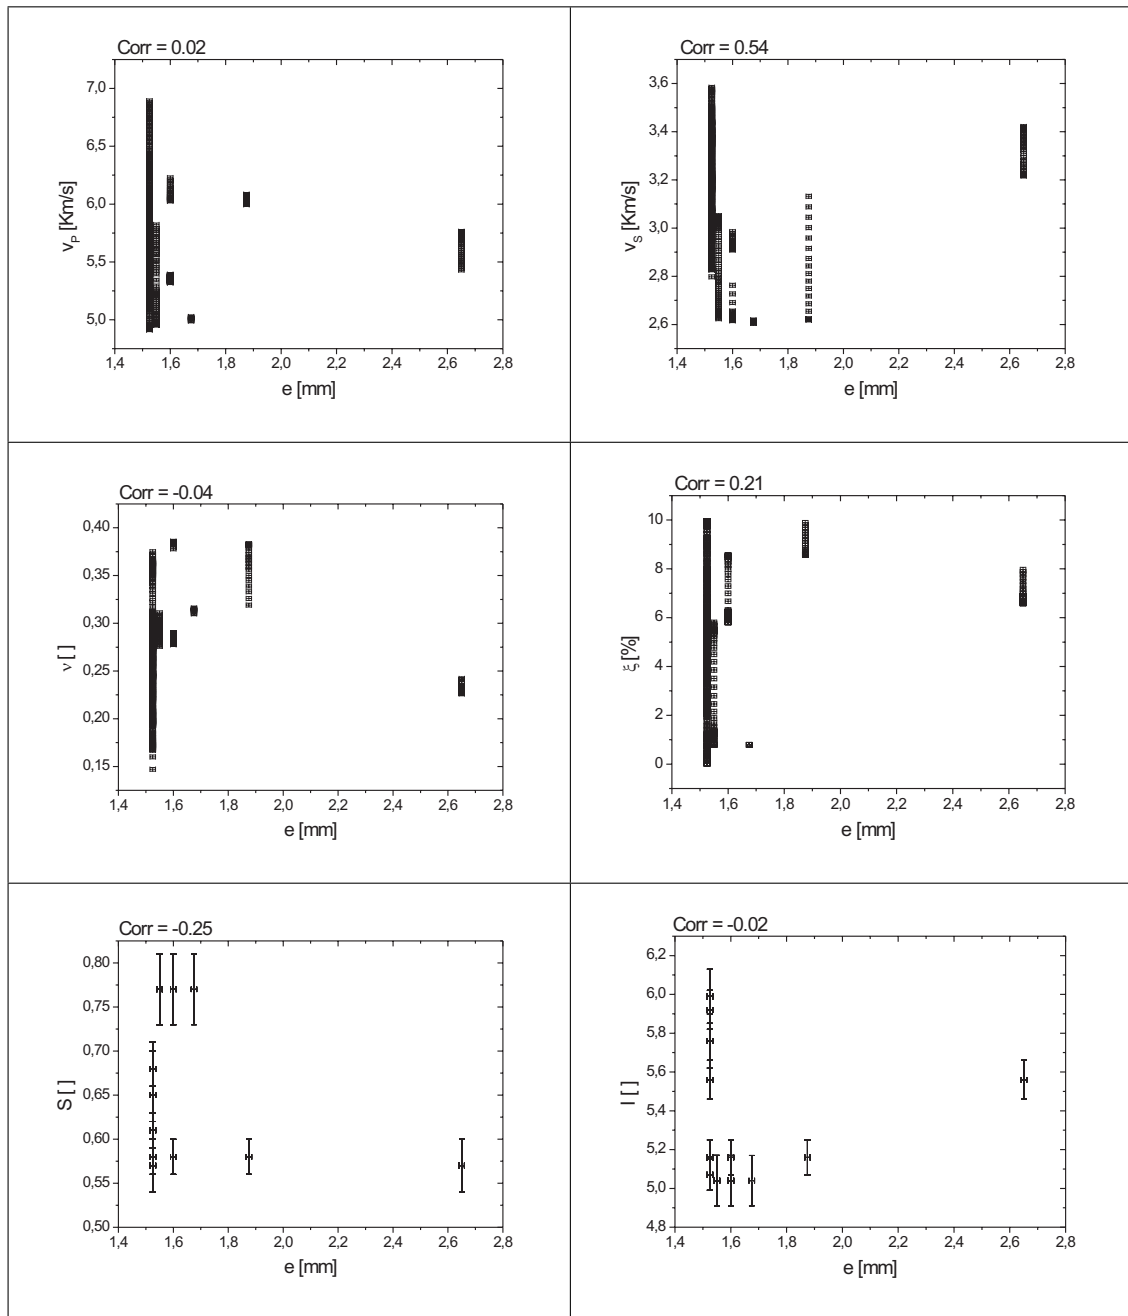 Corr = 0.02
7,0
6,5
6,0
5,5
5,0
vP [Km/s]
1,4 1,6 1,8 2,0 2,2 2,4 2,6 2,8
e [mm]
Corr = 0.54
3,6
3,4
3,2
3,0
2,8
2,6
vS [Km/s]
1,4 1,6 1,8 2,0 2,2 2,4 2,6 2,8
e [mm]
Corr = -0.04
0,40
0,35
0,30
0,25
0,20
0,15
ν [ ]
1,4 1,6 1,8 2,0 2,2 2,4 2,6 2,8
e [mm]
Corr = 0.21
10
8
6
4
2
0
ξ [%]
1,4 1,6 1,8 2,0 2,2 2,4 2,6 2,8
e [mm]
Corr = -0.25
0,80
0,75
0,70
0,65
0,60
0,55
0,50
S [ ]
1,4 1,6 1,8 2,0 2,2 2,4 2,6 2,8
e [mm]
Corr = -0.02
6,2
6,0
5,8
5,6
5,4
5,2
5,0
4,8
I [ ]
1,4 1,6 1,8 2,0 2,2 2,4 2,6 2,8
e [mm]